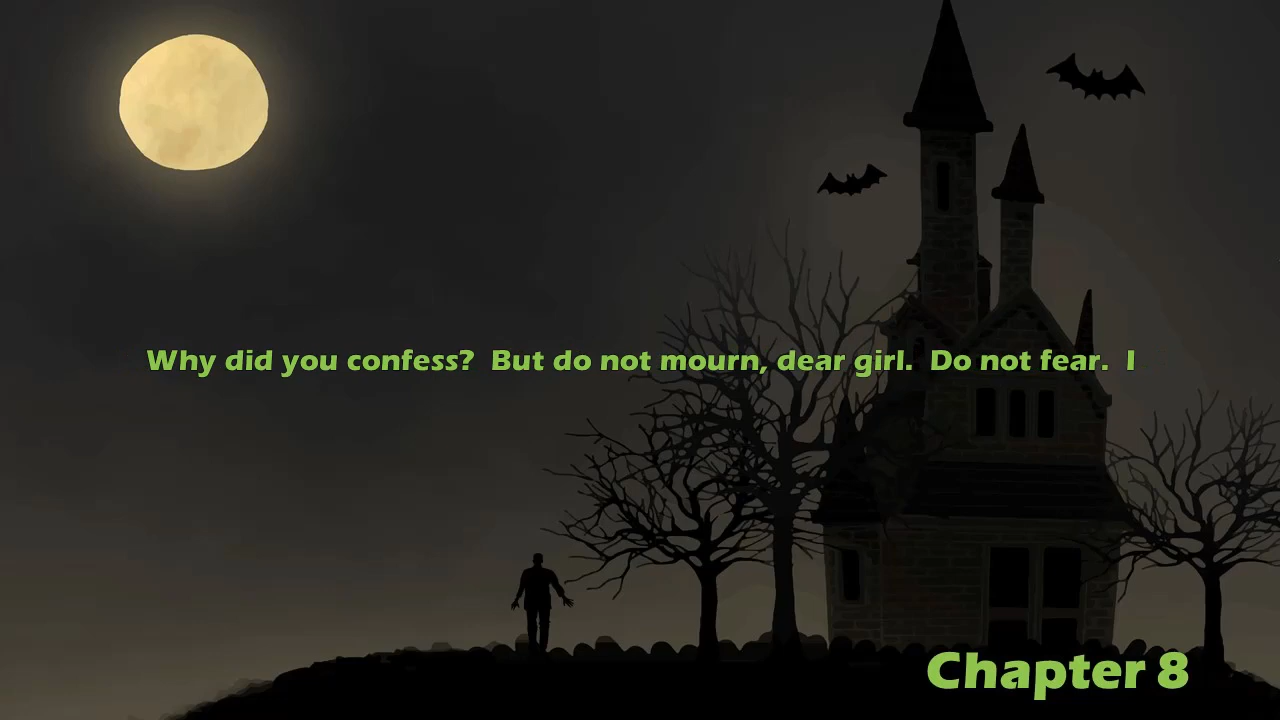 Why did you confess?  But do not mourn, dear girl.  Do not fear.  I
Chapter 8